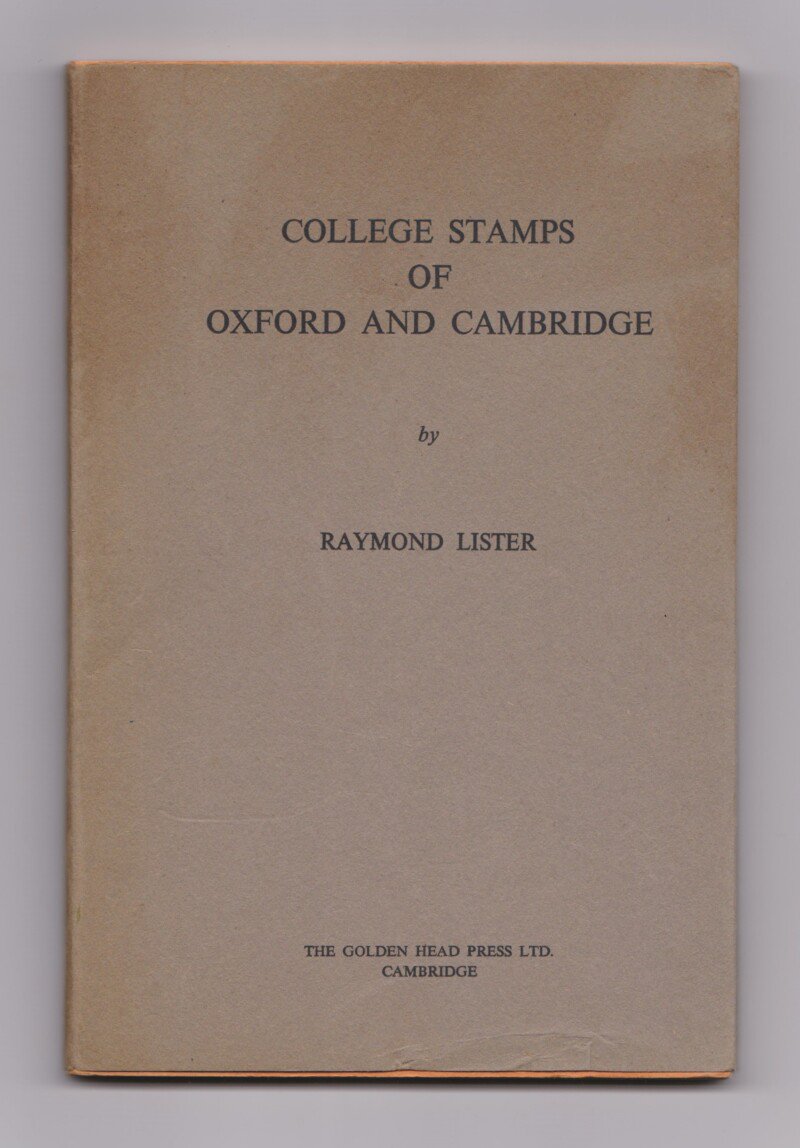 COLLEGE STAMPS
OF
OXFORD AND CAMBRIDGE
by
RAYMOND LISTER
THE GOLDEN HEAD PRESS LTD.
CAMBRIDGE